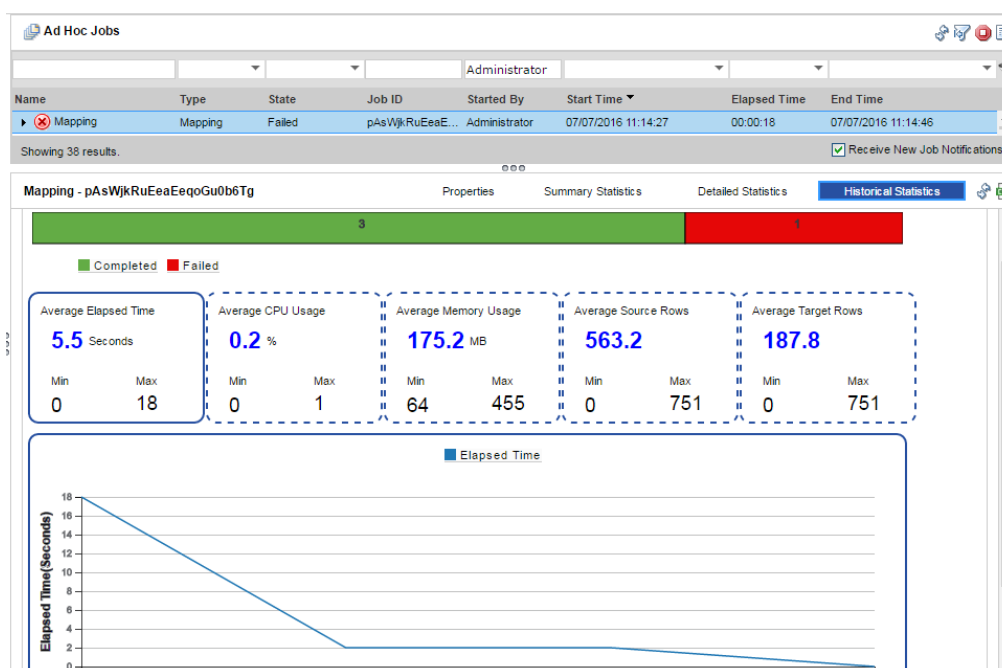 Ad Hoc Jobs
Administrator
Name Type State Job ID Started By Start Time Elapsed Time End Time
Mapping Mapping Failed pAsWjkRuEeaE... Administrator 07/07/2016 11:14:27 00:00:18 07/07/2016 11:14:46
Showing 38 results. Receive New Job Notifications
Mapping - pAsWjkRuEeaEeqoGu0b6Tg Properties Summary Statistics Detailed Statistics Historical Statistics
3 1
Completed Failed
Average Elapsed Time Average CPU Usage Average Memory Usage Average Source Rows Average Target Rows
5.5 Seconds 0.2 % 175.2 MB 563.2 187.8
Min Max Min Max Min Max Min Max Min Max
0 18 0 1 64 455 0 751 0 751
Elapsed Time
Elapsed Time(Seconds)
18
16
14
12
10
8
6
4
2
0